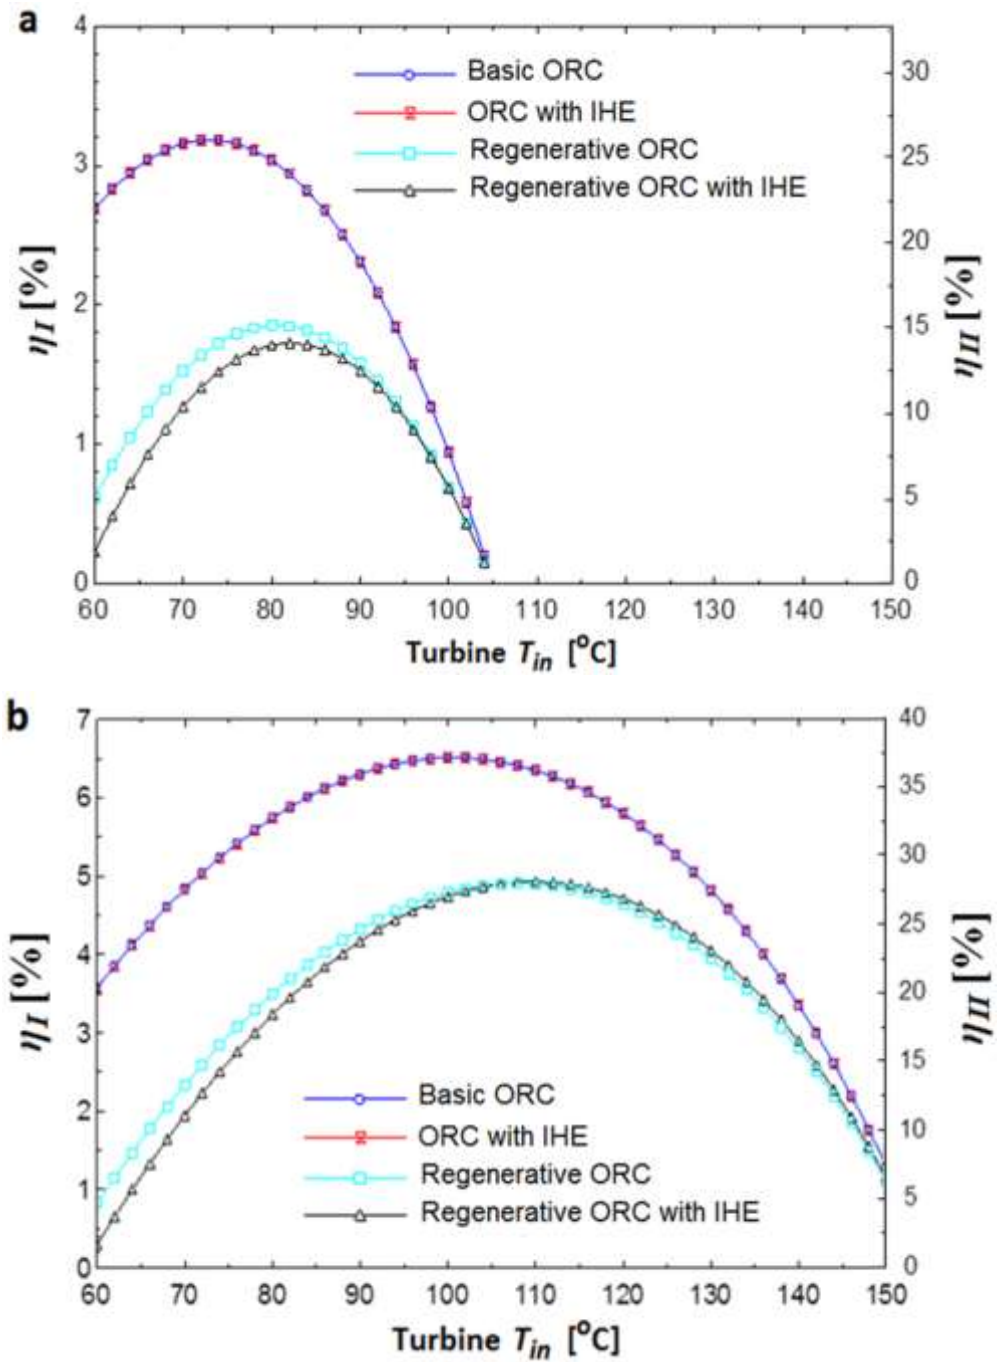 a
4
3
2
1
0
30
25
20
15
10
5
0
Basic ORC
ORC with IHE
Regenerative ORC
Regenerative ORC with IHE
ηI [%]
ηII [%]
60 70 80 90 100 110 120 130 140 150
Turbine Tin [°C]
b
7
6
5
4
3
2
1
0
40
35
30
25
20
15
10
5
0
Basic ORC
ORC with IHE
Regenerative ORC
Regenerative ORC with IHE
ηI [%]
ηII [%]
60 70 80 90 100 110 120 130 140 150
Turbine Tin [°C]